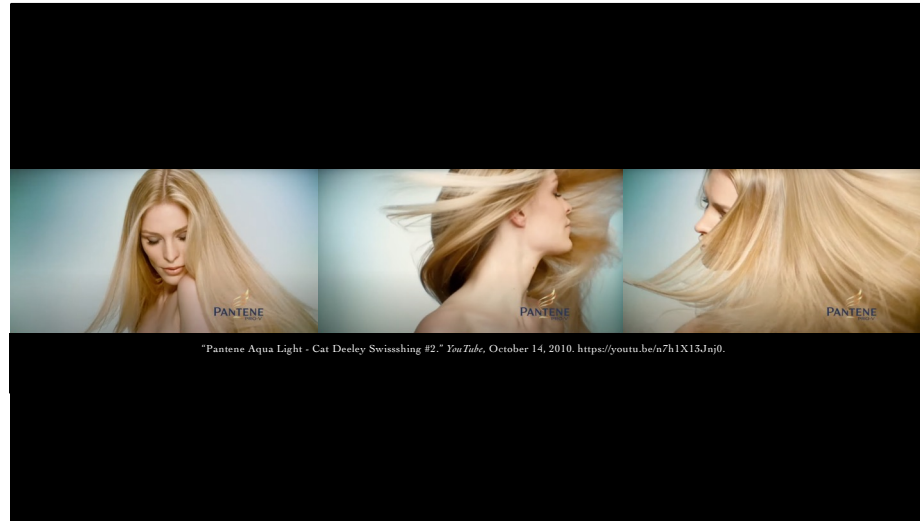 PANTENE
PANTENE
PANTENE
“Pantene Aqua Light - Cat Deeley Swissshing #2.” YouTube, October 14, 2010. https://youtu.be/n7h1X13Jnj0.